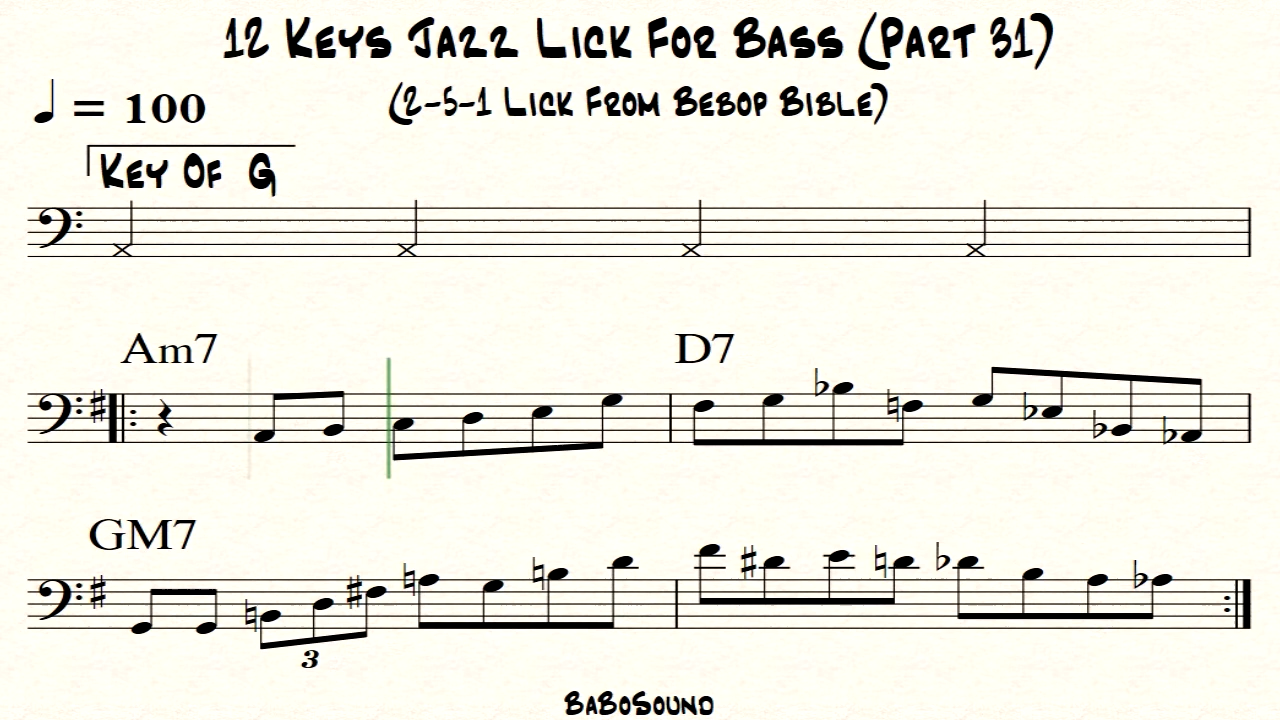 12 KEYS JAZZ LICK FOR BASS (PART 31)
♩ = 100
(2-5-1 LICK FROM BEBOP BIBLE)
KEY OF G
Am7 D7
GM7
3
BABOSOUND